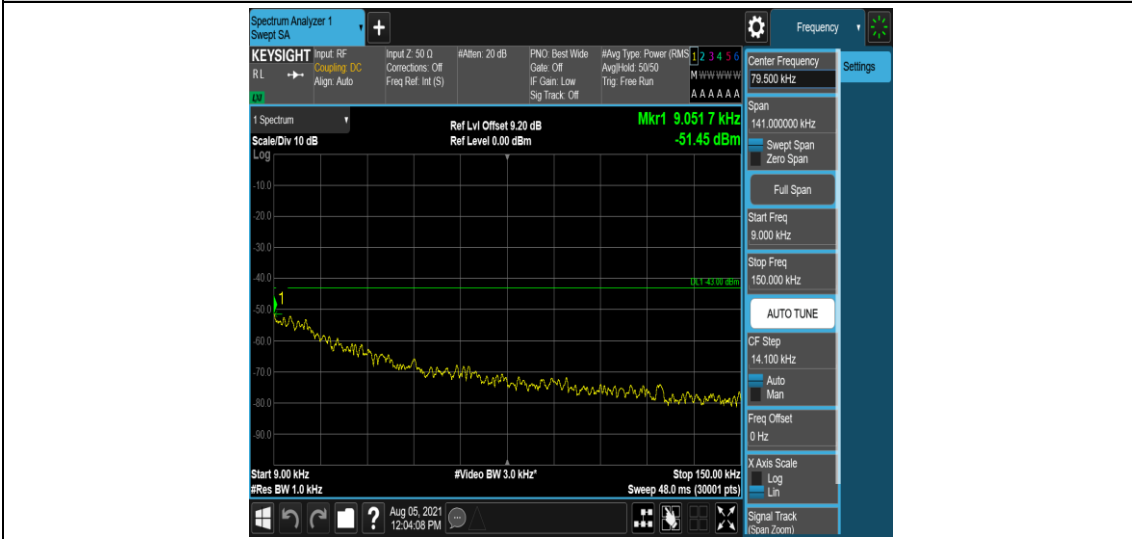 Spectrum Analyzer 1
Swept SA
+
Frequency
KEYSIGHT
Input: RF
Input Z: 50 Ω
#Atten: 20 dB
PNO: Best Wide
#Avg Type: Power (RMS
1 2 3 4 5 6
RL
Coupling: DC
Corrections: Off
Gate: Off
Avg|Hold: 50/50
M W W W W W
Align: Auto
Freq Ref: Int (S)
IF Gain: Low
Trig: Free Run
Sig Track: Off
A A A A A A
Center Frequency
79.500 kHz
Settings
1 Spectrum
Ref Lvl Offset 9.20 dB
Mkr1 9.051 7 kHz
Scale/Div 10 dB
Ref Level 0.00 dBm
-51.45 dBm
Log
-10.0
-20.0
-30.0
-40.0
DL1 -43.00 dBm
1
-50.0
-60.0
-70.0
-80.0
-90.0
Start 9.00 kHz
#Video BW 3.0 kHz*
Stop 150.00 kHz
#Res BW 1.0 kHz
Sweep 48.0 ms (30001 pts)
Span
141.000000 kHz
Swept Span
Zero Span
Full Span
Start Freq
9.000 kHz
Stop Freq
150.000 kHz
AUTO TUNE
CF Step
14.100 kHz
Auto
Man
Freq Offset
0 Hz
X Axis Scale
Log
Lin
Signal Track
(Span Zoom)
?
Aug 05, 2021
12:04:08 PM